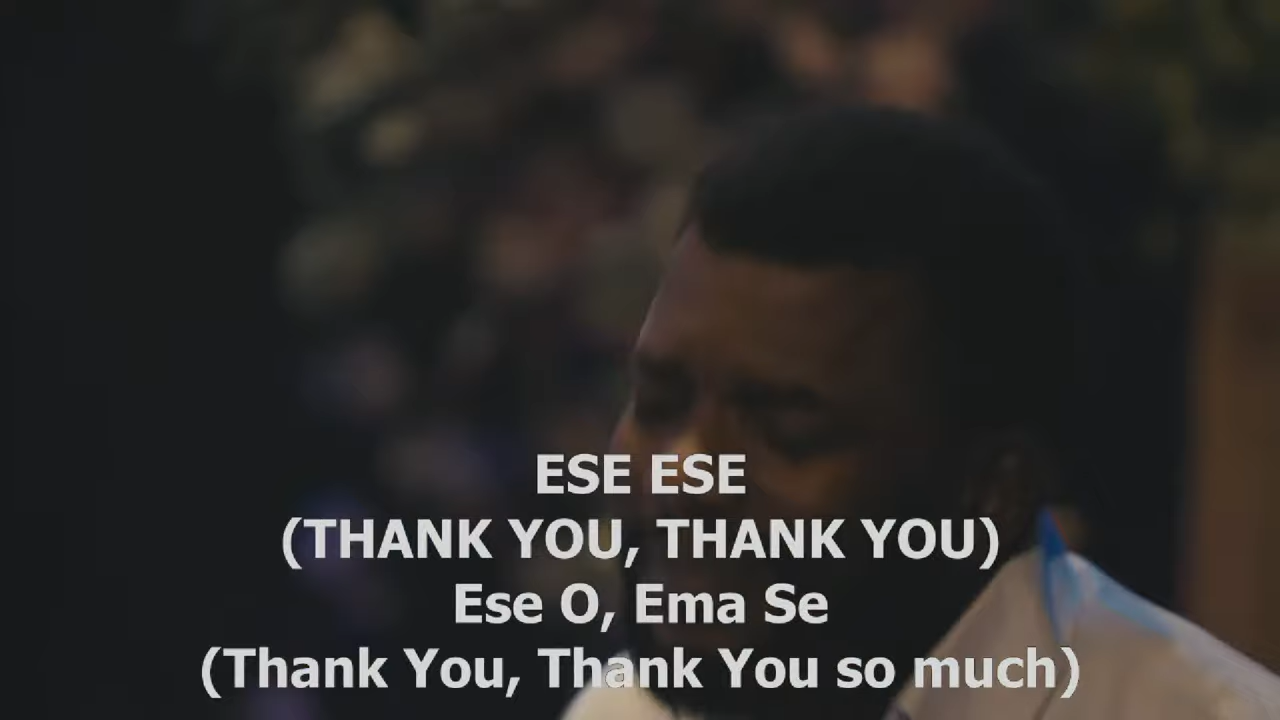 ESE ESE
(THANK YOU, THANK YOU)
Ese O, Ema Se
(Thank You, Thank You so much)